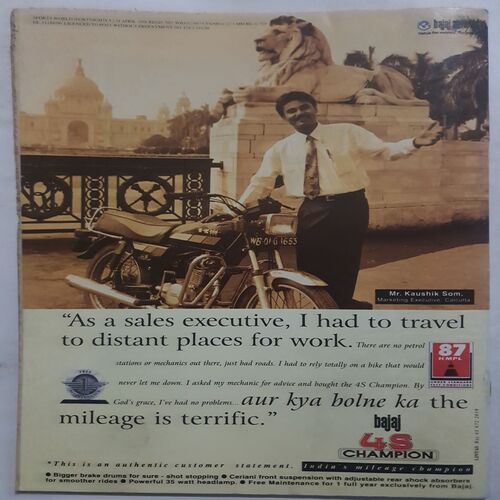 bajaj
WB 01 G 1653
Mr. Kaushik Som.
Marketing Executive, Calcutta
"As a sales executive, I had to travel
to distant places for work. There are no petrol
stations or mechanics out there, just bad roads. I had to rely totally on a bike that would
never let me down. I asked my mechanic for advice and bought the 4S Champion. By
God's grace, I've had no problems... aur kya bolne ka the
mileage is terrific."
87
KMPL
bajaj
4S
CHAMPION
*This is an authentic customer statement.
India's mileage champion
● Bigger brake drums for sure - shot stopping ● Ceriani front suspension with adjustable rear shock absorbers
for smoother rides ● Powerful 35 watt headlamp. ● Free Maintenance for 1 full year exclusively from Bajaj.